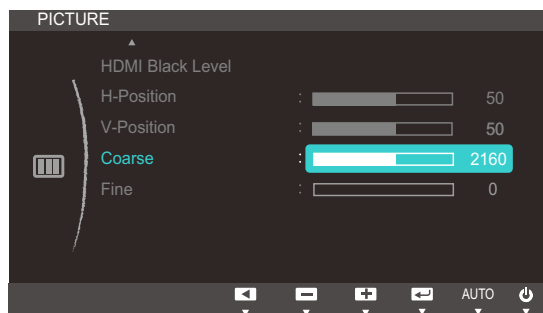 PICTURE
HDMI Black Level
H-Position : 50
V-Position : 50
Coarse : 2160
Fine : 0
AUTO